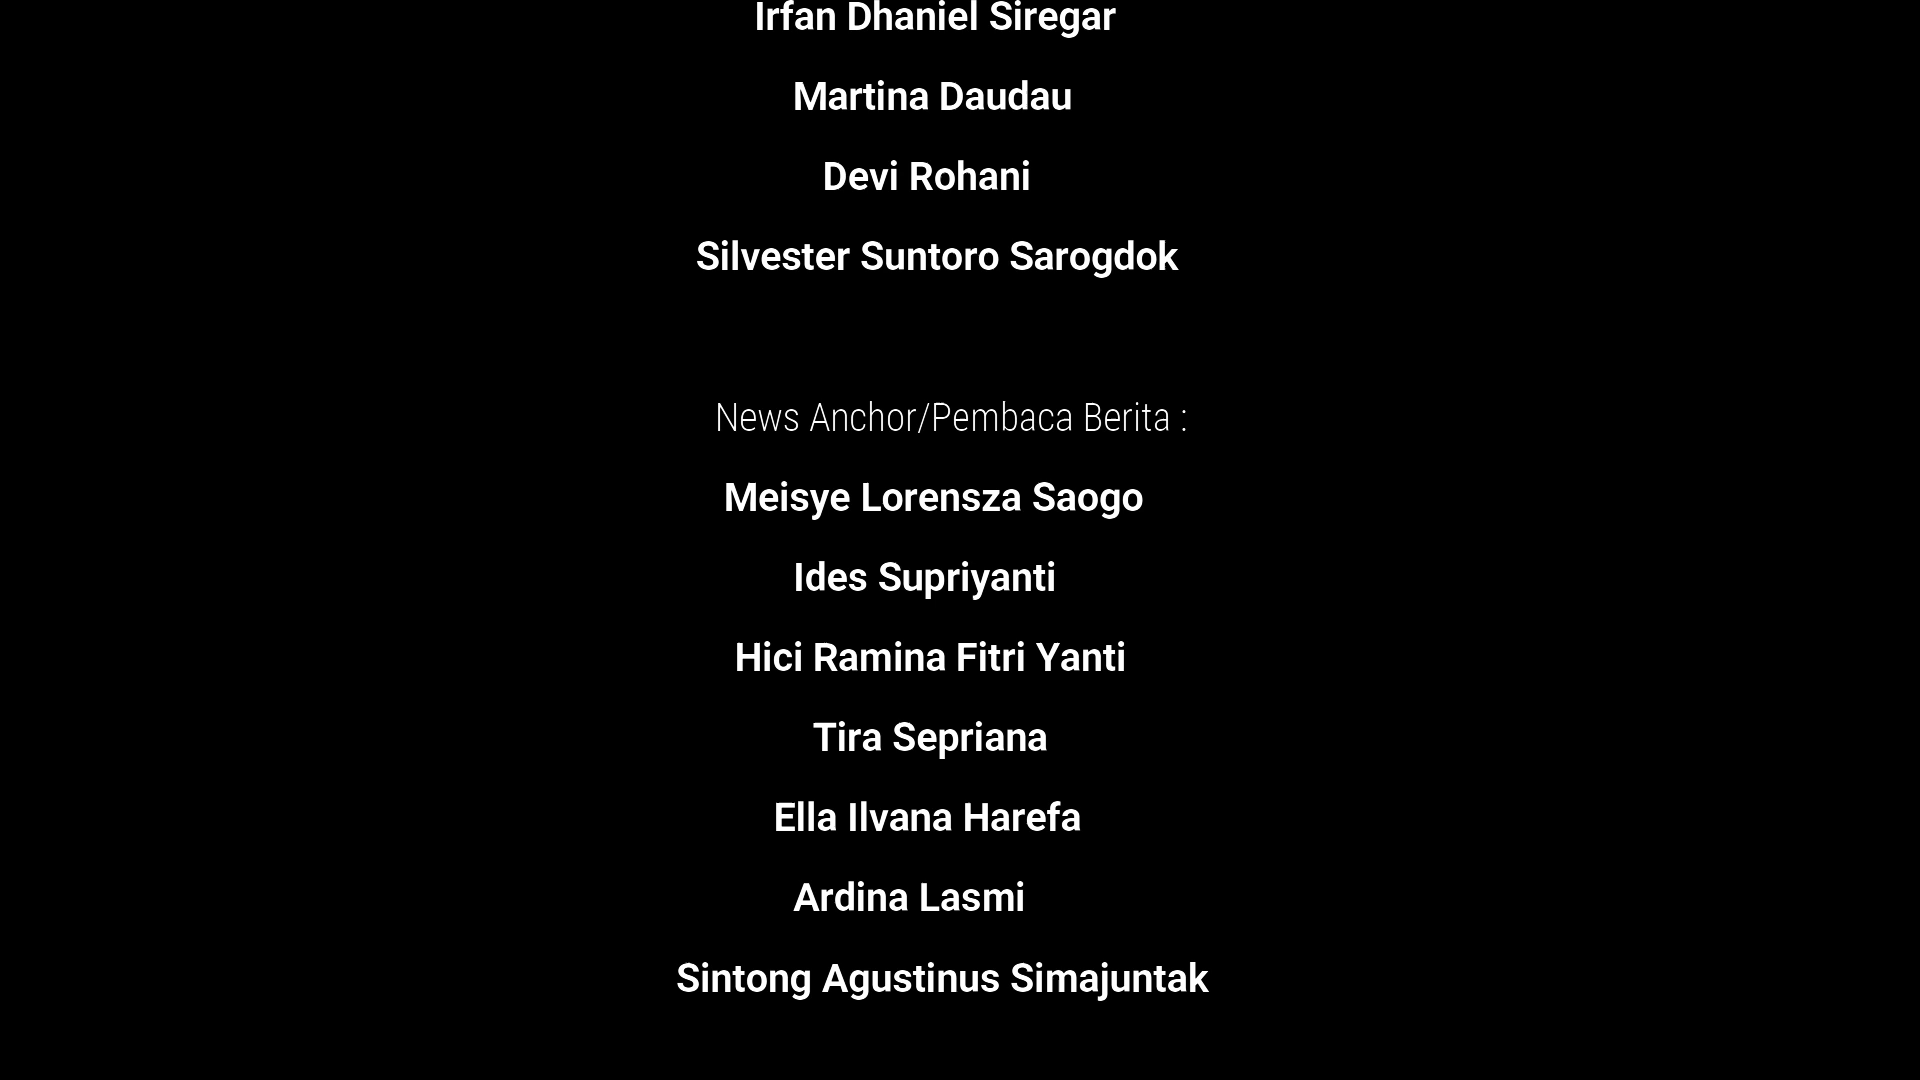 Irfan Dhaniel Siregar
Martina Daudau
Devi Rohani
Silvester Suntoro Sarogdok
News Anchor/Pembaca Berita :
Meisye Lorensza Saogo
Ides Supriyanti
Hici Ramina Fitri Yanti
Tira Sepriana
Ella Ilvana Harefa
Ardina Lasmi
Sintong Agustinus Simajuntak